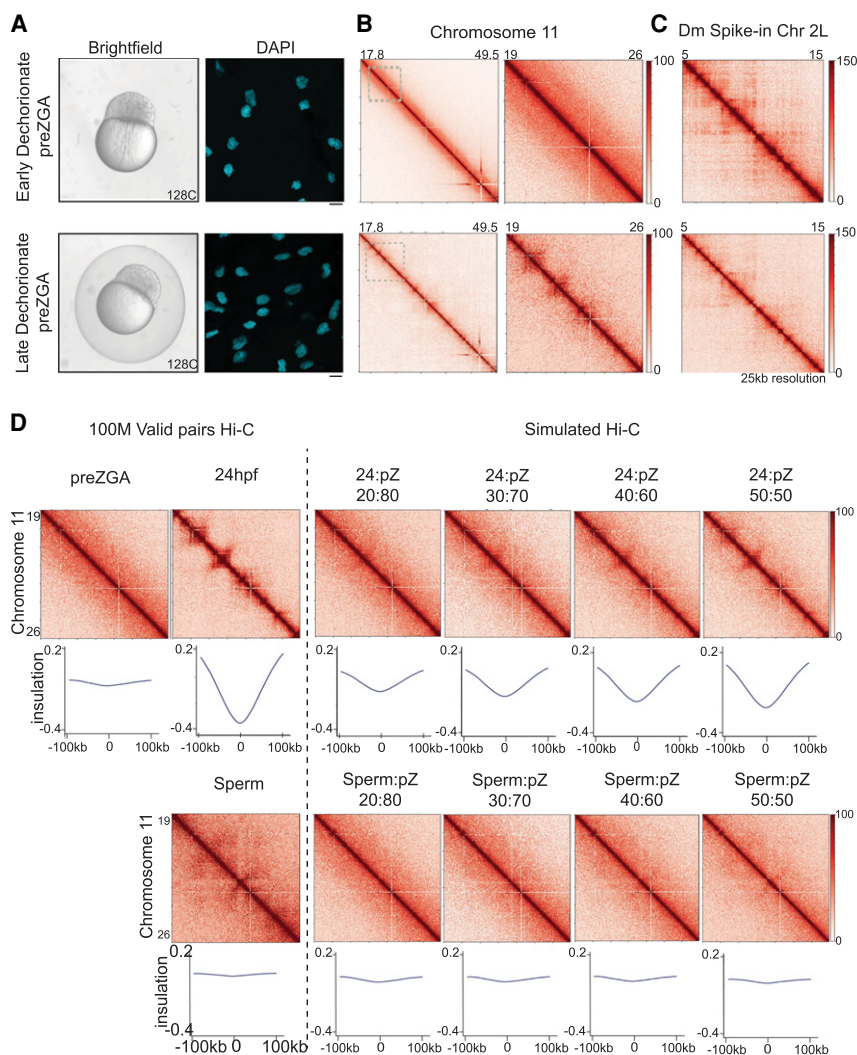 A
Brightfield
DAPI
Early Dechorionate
preZGA
128C
Late Dechorionate
preZGA
128C
B
Chromosome 11
17.8
49.5
19
26
100
0
17.8
49.5
19
26
100
0
C
Dm Spike-in Chr 2L
5
15
150
0
5
15
150
0
25kb resolution
D
100M Valid pairs Hi-C
Simulated Hi-C
preZGA
24hpf
24:pZ
20:80
24:pZ
30:70
24:pZ
40:60
24:pZ
50:50
Chromosome 11
19
26
100
0
insulation
0.2
-0.4
-100kb 0 100kb
0.2
-0.4
-100kb 0 100kb
0.2
-0.4
-100kb 0 100kb
0.2
-0.4
-100kb 0 100kb
0.2
-0.4
-100kb 0 100kb
0.2
-0.4
-100kb 0 100kb
Sperm
Sperm:pZ
20:80
Sperm:pZ
30:70
Sperm:pZ
40:60
Sperm:pZ
50:50
Chromosome 11
19
26
100
0
insulation
0.2
-0.4
-100kb 0 100kb
0.2
-0.4
-100kb 0 100kb
0.2
-0.4
-100kb 0 100kb
0.2
-0.4
-100kb 0 100kb
0.2
-0.4
-100kb 0 100kb